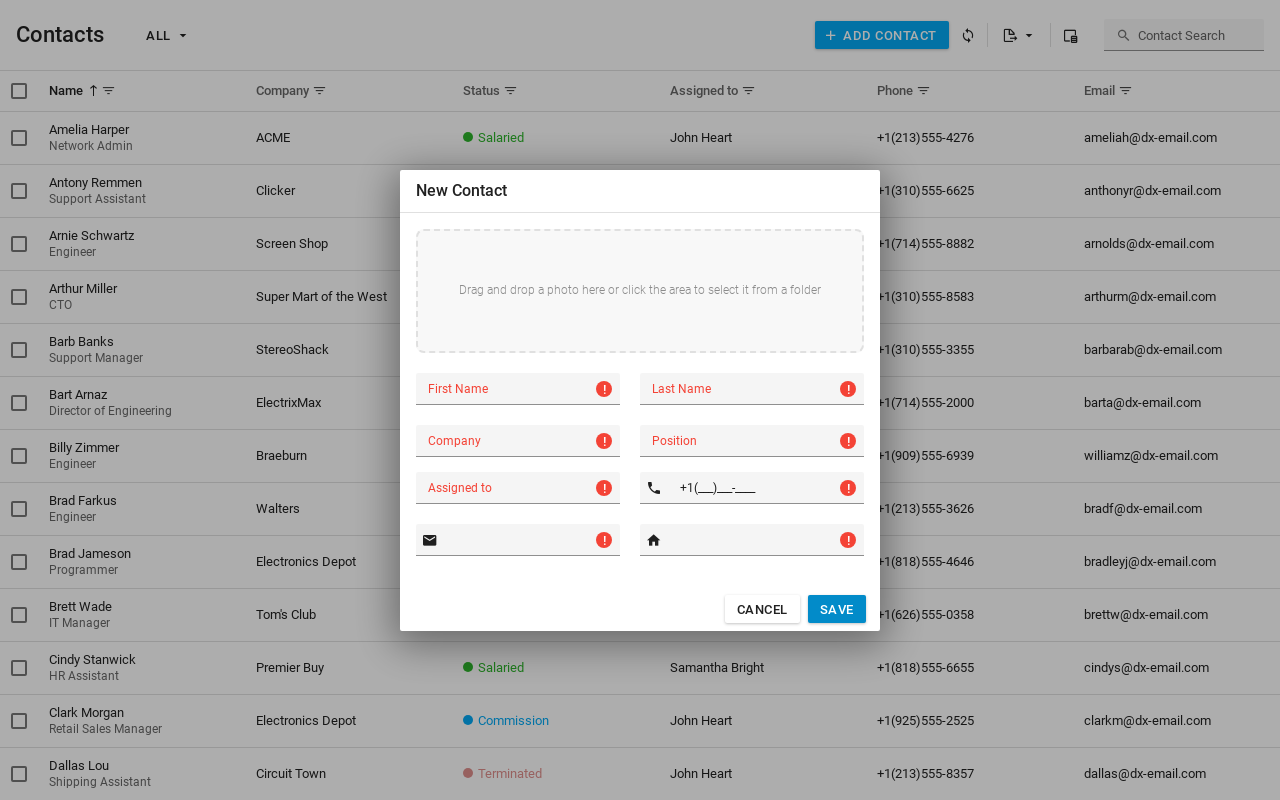 Contacts
ALL
ADD CONTACT
Contact Search
Name
Company
Status
Assigned to
Phone
Email
Amelia Harper
Network Admin
ACME
Salaried
John Heart
+1(213)555-4276
ameliah@dx-email.com
Antony Remmen
Support Assistant
Clicker
+1(310)555-6625
anthonyr@dx-email.com
Arnie Schwartz
Engineer
Screen Shop
+1(714)555-8882
arnolds@dx-email.com
Arthur Miller
CTO
Super Mart of the West
+1(310)555-8583
arthurm@dx-email.com
Barb Banks
Support Manager
StereoShack
+1(310)555-3355
barbarab@dx-email.com
Bart Arnaz
Director of Engineering
ElectrixMax
+1(714)555-2000
barta@dx-email.com
Billy Zimmer
Engineer
Braeburn
+1(909)555-6939
williamz@dx-email.com
Brad Farkus
Engineer
Walters
+1(213)555-3626
bradf@dx-email.com
Brad Jameson
Programmer
Electronics Depot
+1(818)555-4646
bradleyj@dx-email.com
Brett Wade
IT Manager
Tom's Club
+1(626)555-0358
brettw@dx-email.com
Cindy Stanwick
HR Assistant
Premier Buy
Salaried
Samantha Bright
+1(818)555-6655
cindys@dx-email.com
Clark Morgan
Retail Sales Manager
Electronics Depot
Commission
John Heart
+1(925)555-2525
clarkm@dx-email.com
Dallas Lou
Shipping Assistant
Circuit Town
Terminated
John Heart
+1(213)555-8357
dallas@dx-email.com
New Contact
Drag and drop a photo here or click the area to select it from a folder
First Name
Last Name
Company
Position
Assigned to
+1(___)___-____
CANCEL
SAVE